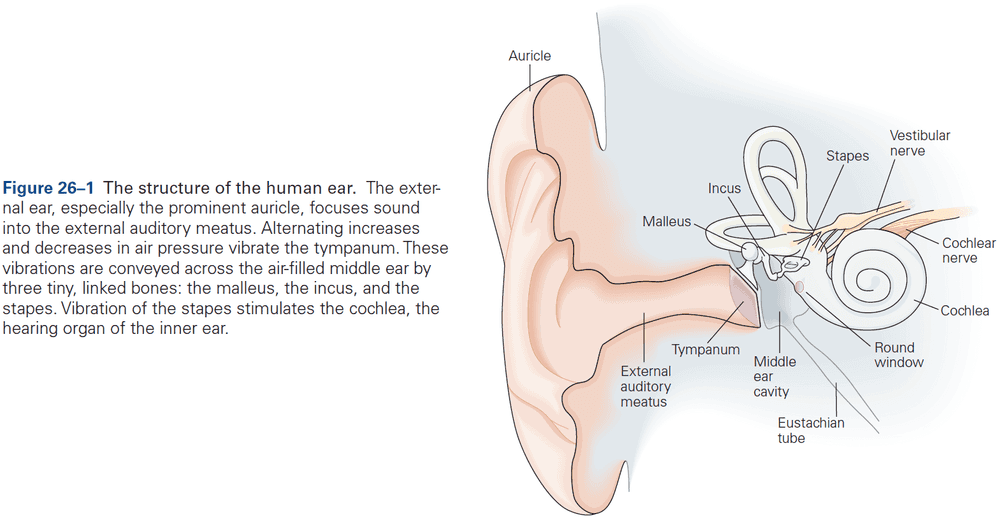 Figure 26–1 The structure of the human ear. The exter-
nal ear, especially the prominent auricle, focuses sound
into the external auditory meatus. Alternating increases
and decreases in air pressure vibrate the tympanum. These
vibrations are conveyed across the air-filled middle ear by
three tiny, linked bones: the malleus, the incus, and the
stapes. Vibration of the stapes stimulates the cochlea, the
hearing organ of the inner ear.
Auricle
Vestibular
nerve
Stapes
Incus
Malleus
Cochlear
nerve
Cochlea
Round
window
Tympanum
Middle
ear
cavity
External
auditory
meatus
Eustachian
tube